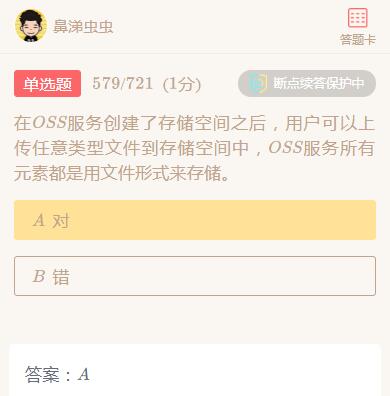 鼻涕虫虫
答题卡
单选题 579/721 (1分) 断点续答保护中
在OSS服务创建了存储空间之后，用户可以上
传任意类型文件到存储空间中，OSS服务所有
元素都是用文件形式来存储。
A 对
B 错
答案：A